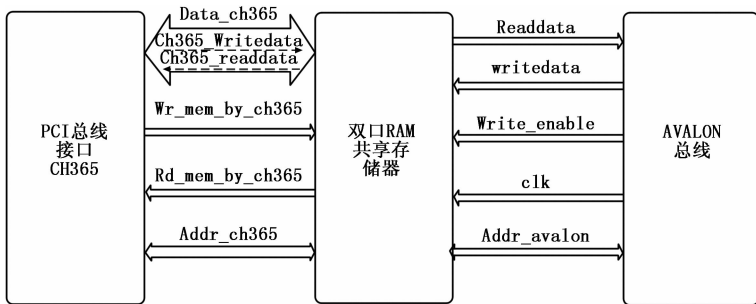 Data_ch365
Ch365_Writedata
Ch365_readdata
Wr_mem_by_ch365
Rd_mem_by_ch365
Addr_ch365
PCI总线
接口
CH365
双口RAM
共享存
储器
Readdata
writedata
Write_enable
clk
Addr_avalon
AVALON
总线